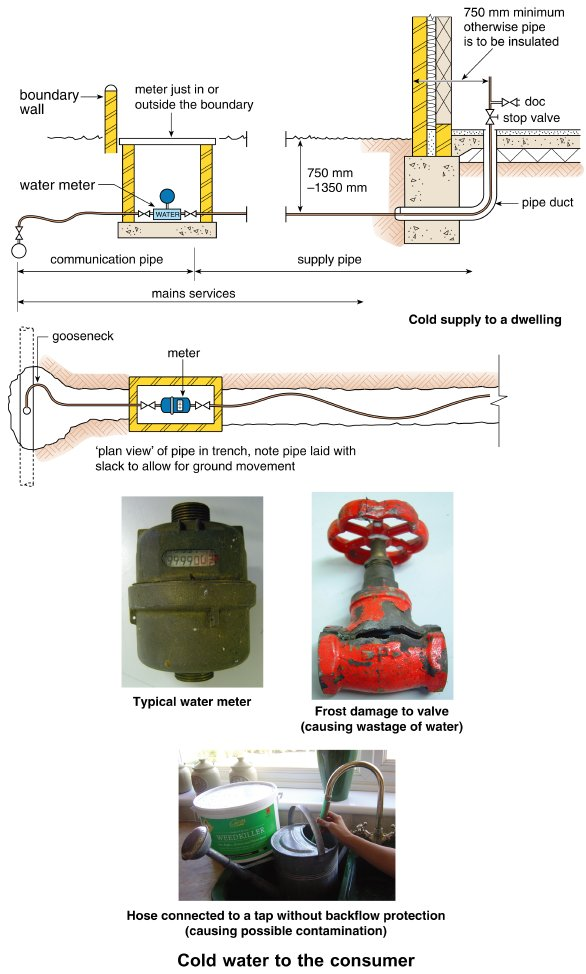 750 mm minimum
otherwise pipe
is to be insulated
boundary
wall
meter just in or
outside the boundary
doc
stop valve
water meter
750 mm
–1350 mm
WATER
pipe duct
communication pipe
supply pipe
mains services
Cold supply to a dwelling
gooseneck
meter
'plan view' of pipe in trench, note pipe laid with
slack to allow for ground movement
Typical water meter
Frost damage to valve
(causing wastage of water)
WEEDKILLER
Hose connected to a tap without backflow protection
(causing possible contamination)
Cold water to the consumer